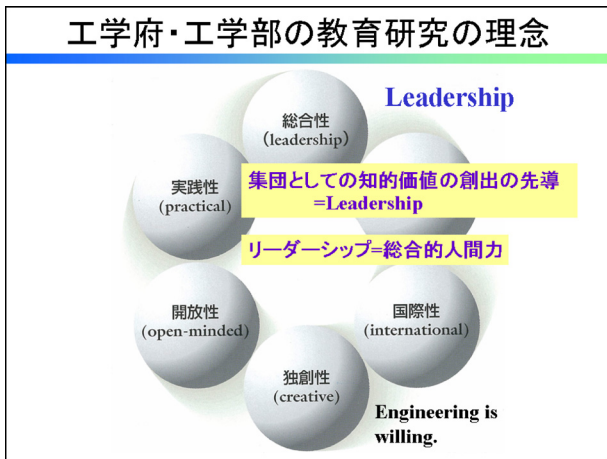 工学府・工学部の教育研究の理念
Leadership
総合性
(leadership)
集団としての知的価値の創出の先導
=Leadership
実践性
(practical)
リーダーシップ=総合的人間力
開放性
(open-minded)
国際性
(international)
独創性
(creative)
Engineering is
willing.